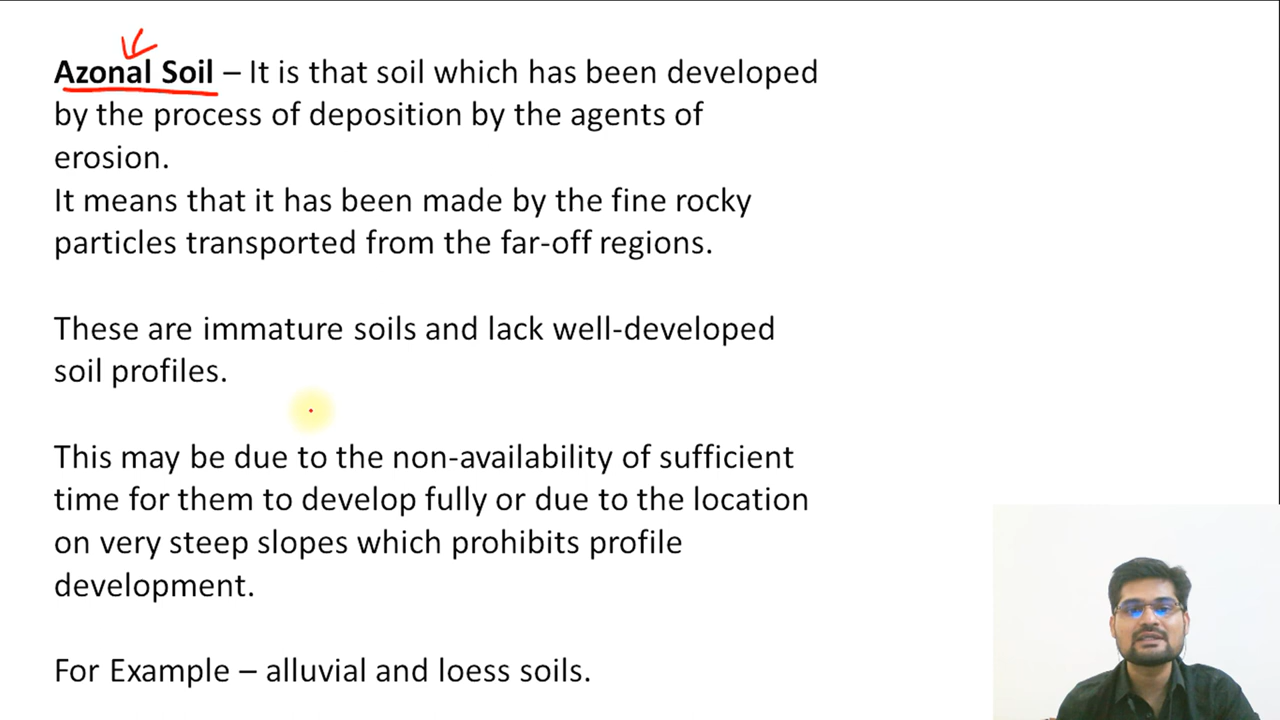 Azonal Soil – It is that soil which has been developed
by the process of deposition by the agents of
erosion.
It means that it has been made by the fine rocky
particles transported from the far-off regions.
These are immature soils and lack well-developed
soil profiles.
This may be due to the non-availability of sufficient
time for them to develop fully or due to the location
on very steep slopes which prohibits profile
development.
For Example – alluvial and loess soils.